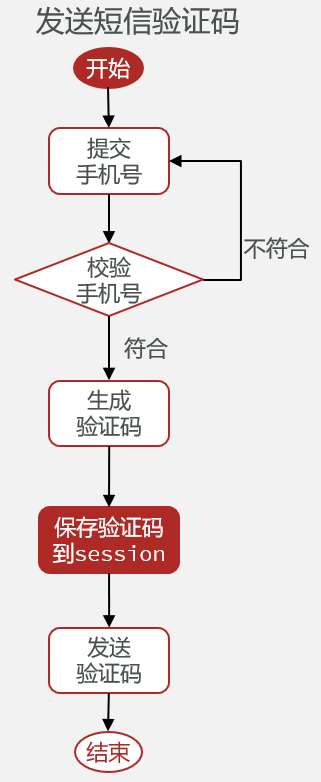 发送短信验证码
开始
提交
手机号
校验
手机号
不符合
符合
生成
验证码
保存验证码
到session
发送
验证码
结束